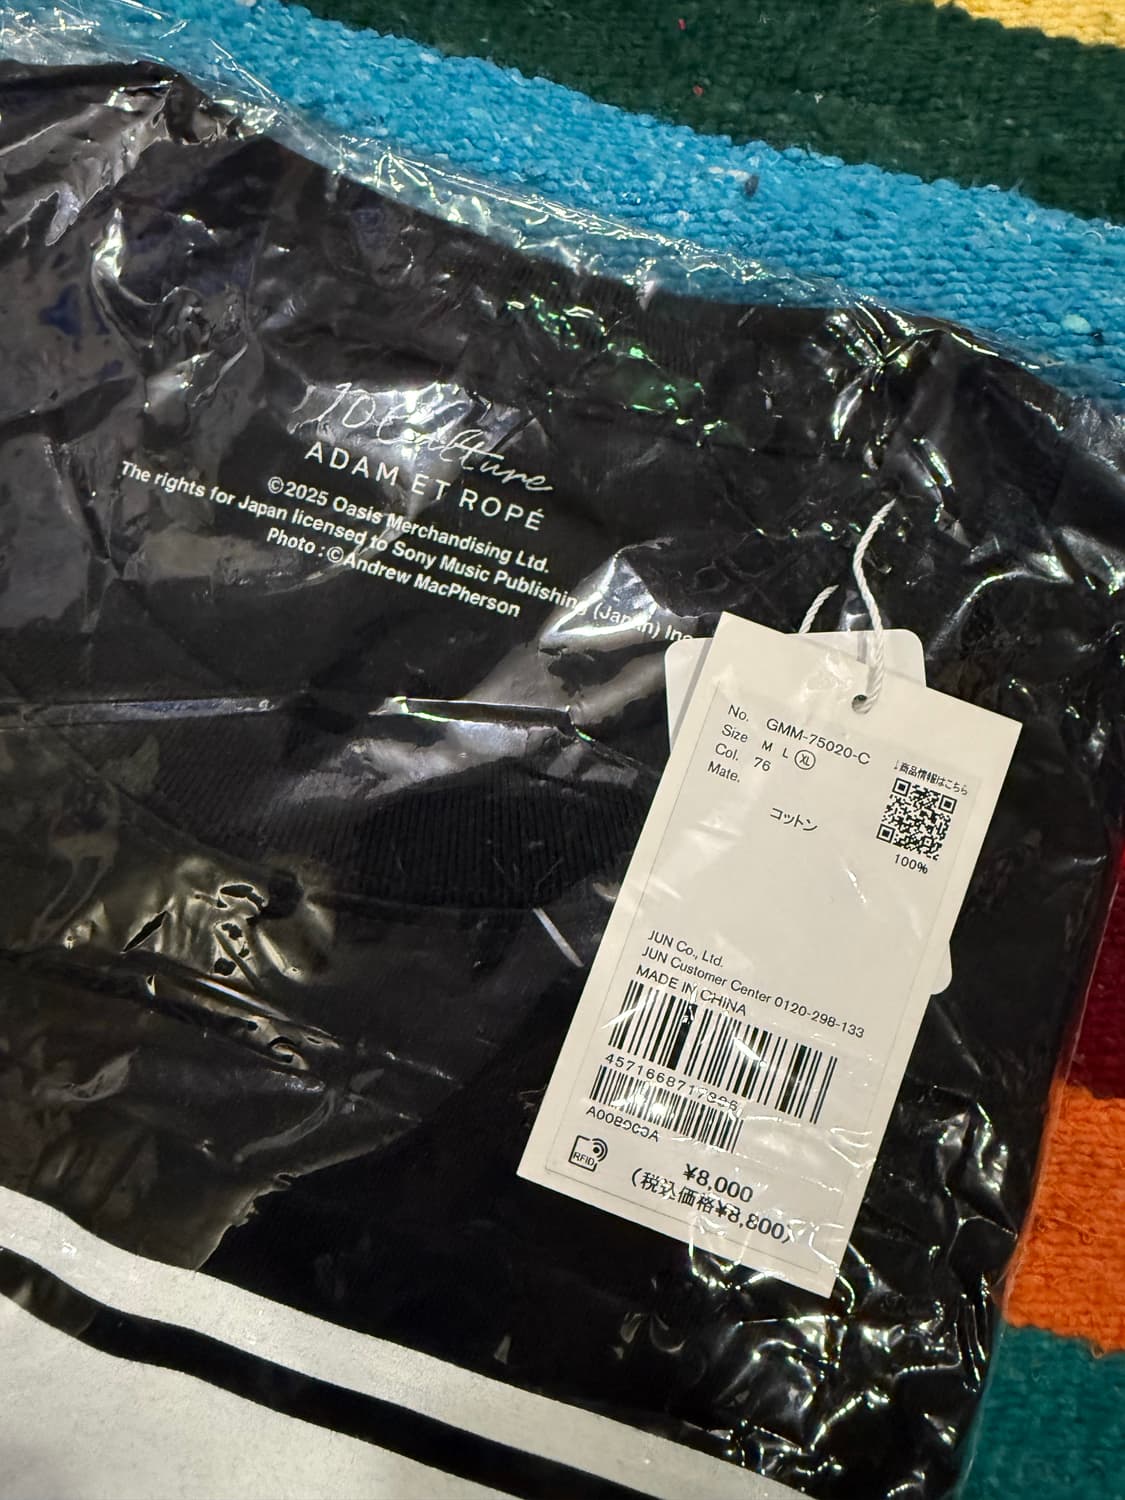 ADAM ET ROPÉ
©2025 Oasis Merchandising Ltd.
The rights for Japan licensed to Sony Music Publishing (Japan) Inc
Photo : ©Andrew MacPherson
No. GMM-75020-C
Size M L XL
Col. 76
Mate.
↓商品情報はこちら
コットン 100%
JUN Co., Ltd.
JUN Customer Center 0120-298-133
MADE IN CHINA
RFID
¥8,000
(税込価格¥8,800)